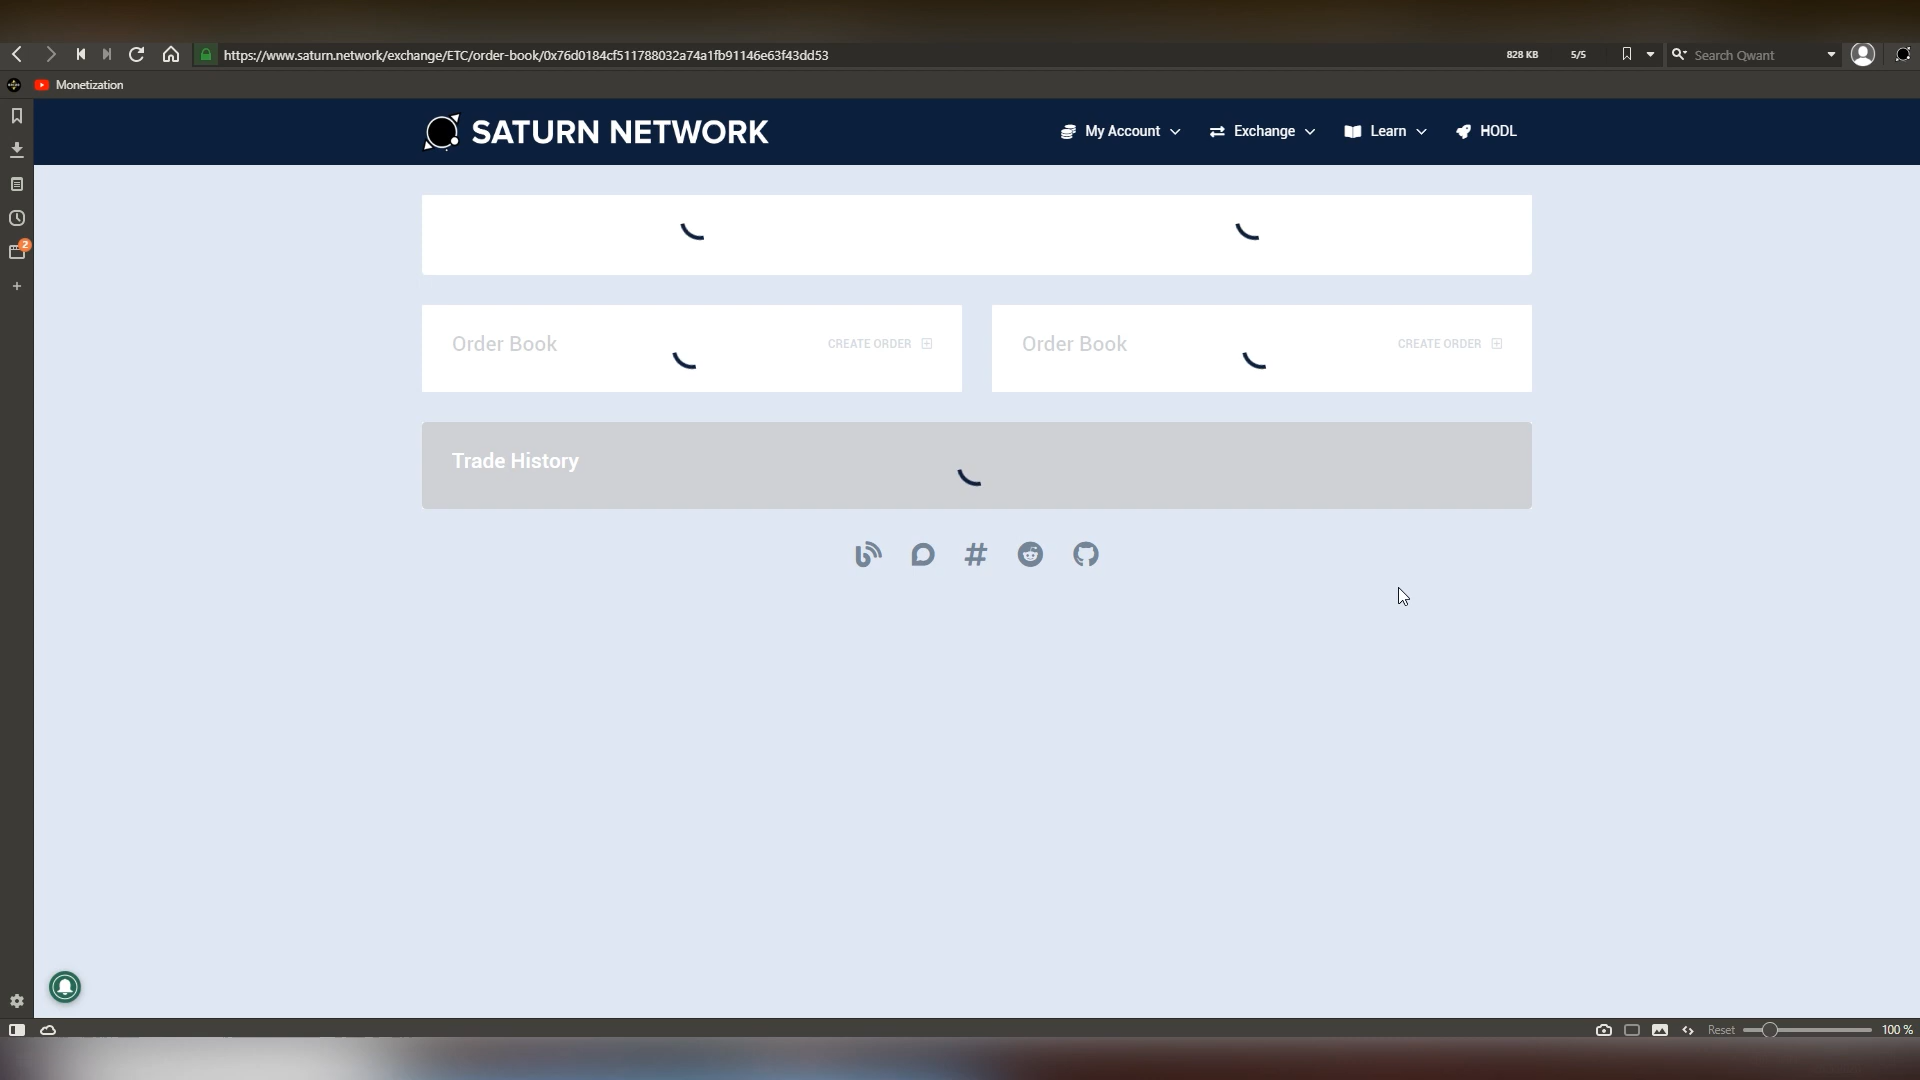 https://www.saturn.network/exchange/ETC/order-book/0x76d0184cf511788032a74a1fb91146e63f43dd53
828 KB
5/5
Search Qwant
Monetization
SATURN NETWORK
My Account
Exchange
Learn
HODL
2
Order Book
CREATE ORDER
Order Book
CREATE ORDER
Trade History
Reset
100 %